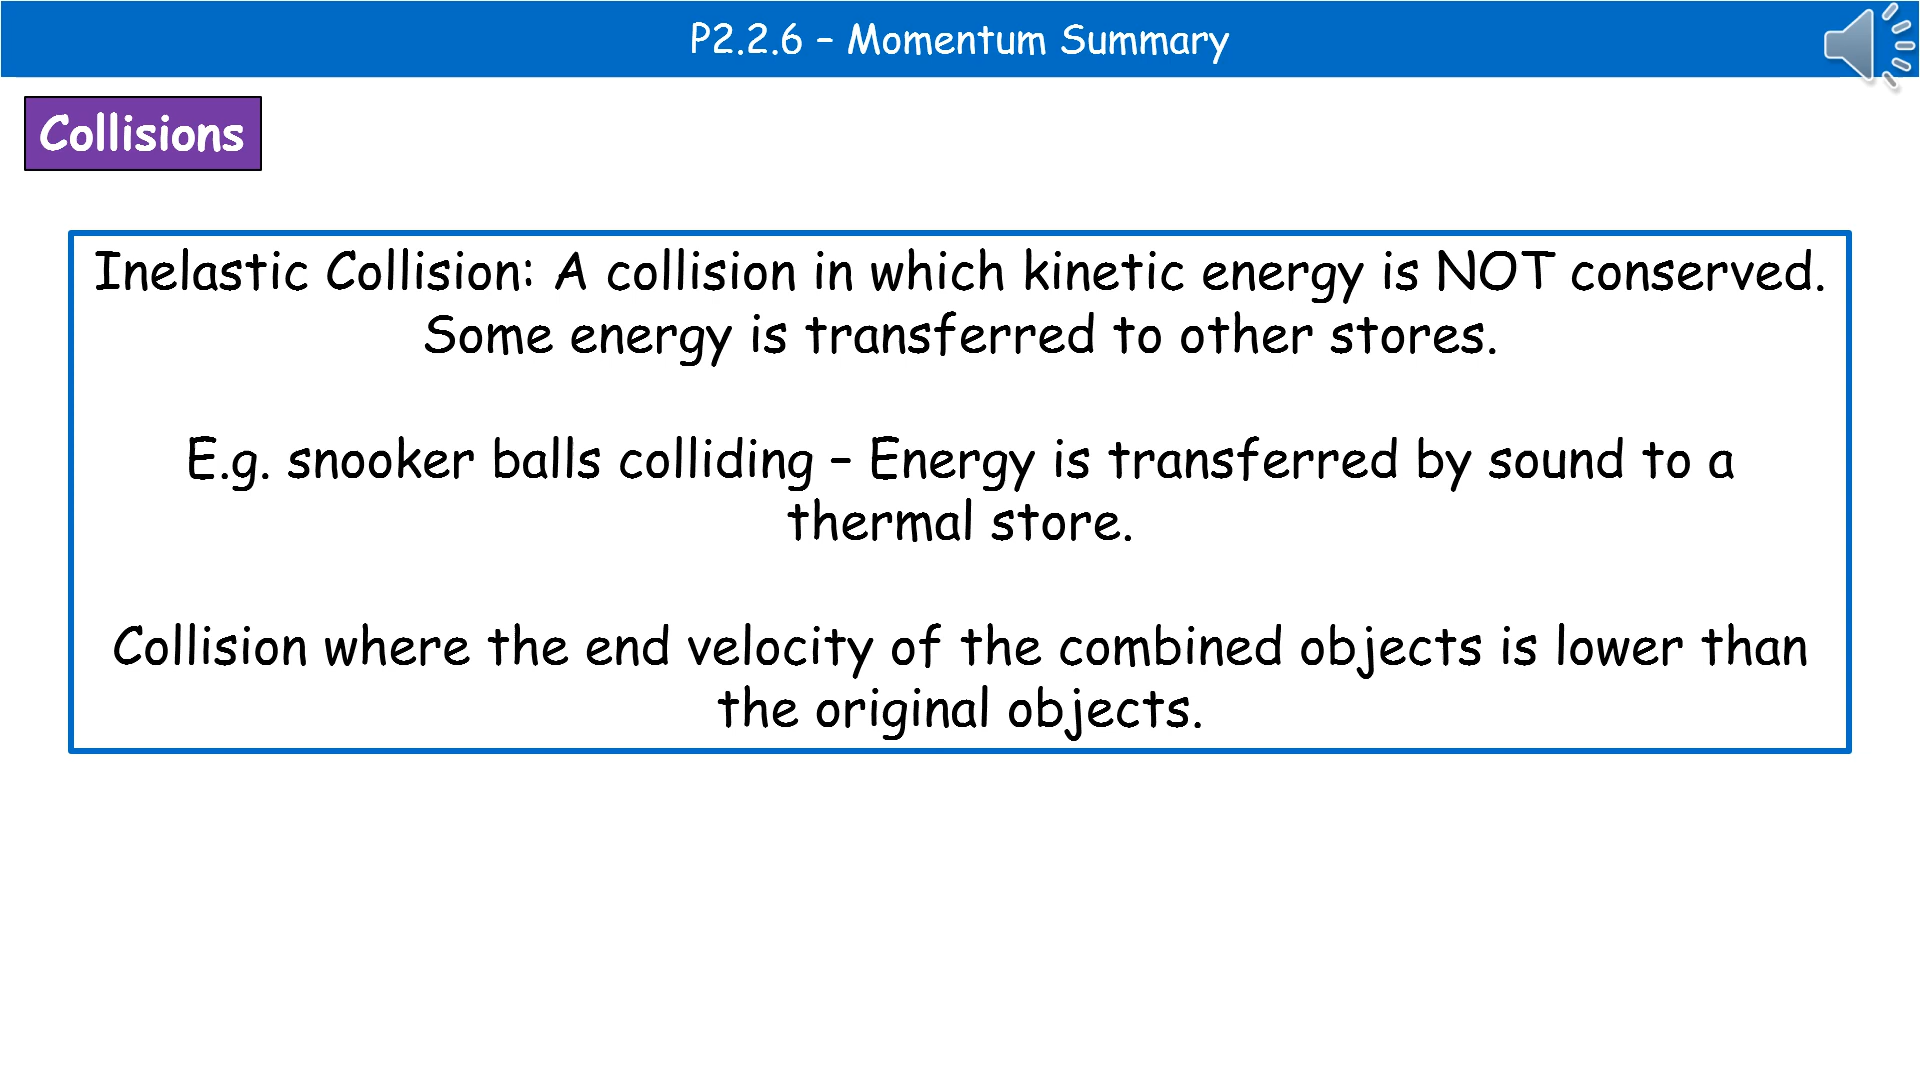 P2.2.6 – Momentum Summary
Collisions
Inelastic Collision: A collision in which kinetic energy is NOT conserved.
Some energy is transferred to other stores.
E.g. snooker balls colliding – Energy is transferred by sound to a
thermal store.
Collision where the end velocity of the combined objects is lower than
the original objects.